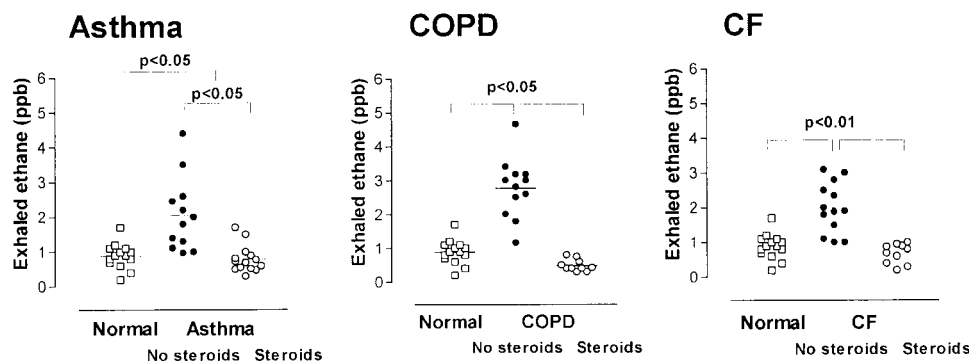 Asthma
p<0.05
p<0.05
Exhaled ethane (ppb)
6
5
4
3
2
1
0
Normal Asthma
No steroids Steroids
COPD
p<0.05
Exhaled ethane (ppb)
6
5
4
3
2
1
0
Normal COPD
No steroids Steroids
CF
p<0.01
Exhaled ethane (ppb)
6
5
4
3
2
1
0
Normal CF
No steroids Steroids